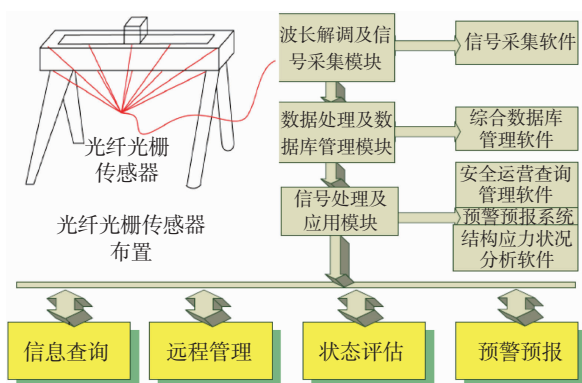 光纤光栅
传感器
光纤光栅传感器
布置
波长解调及信
号采集模块
信号采集软件
数据处理及数
据库管理模块
综合数据库
管理软件
信号处理及
应用模块
安全运营查询
管理软件
预警预报系统
结构应力状况
分析软件
信息查询
远程管理
状态评估
预警预报